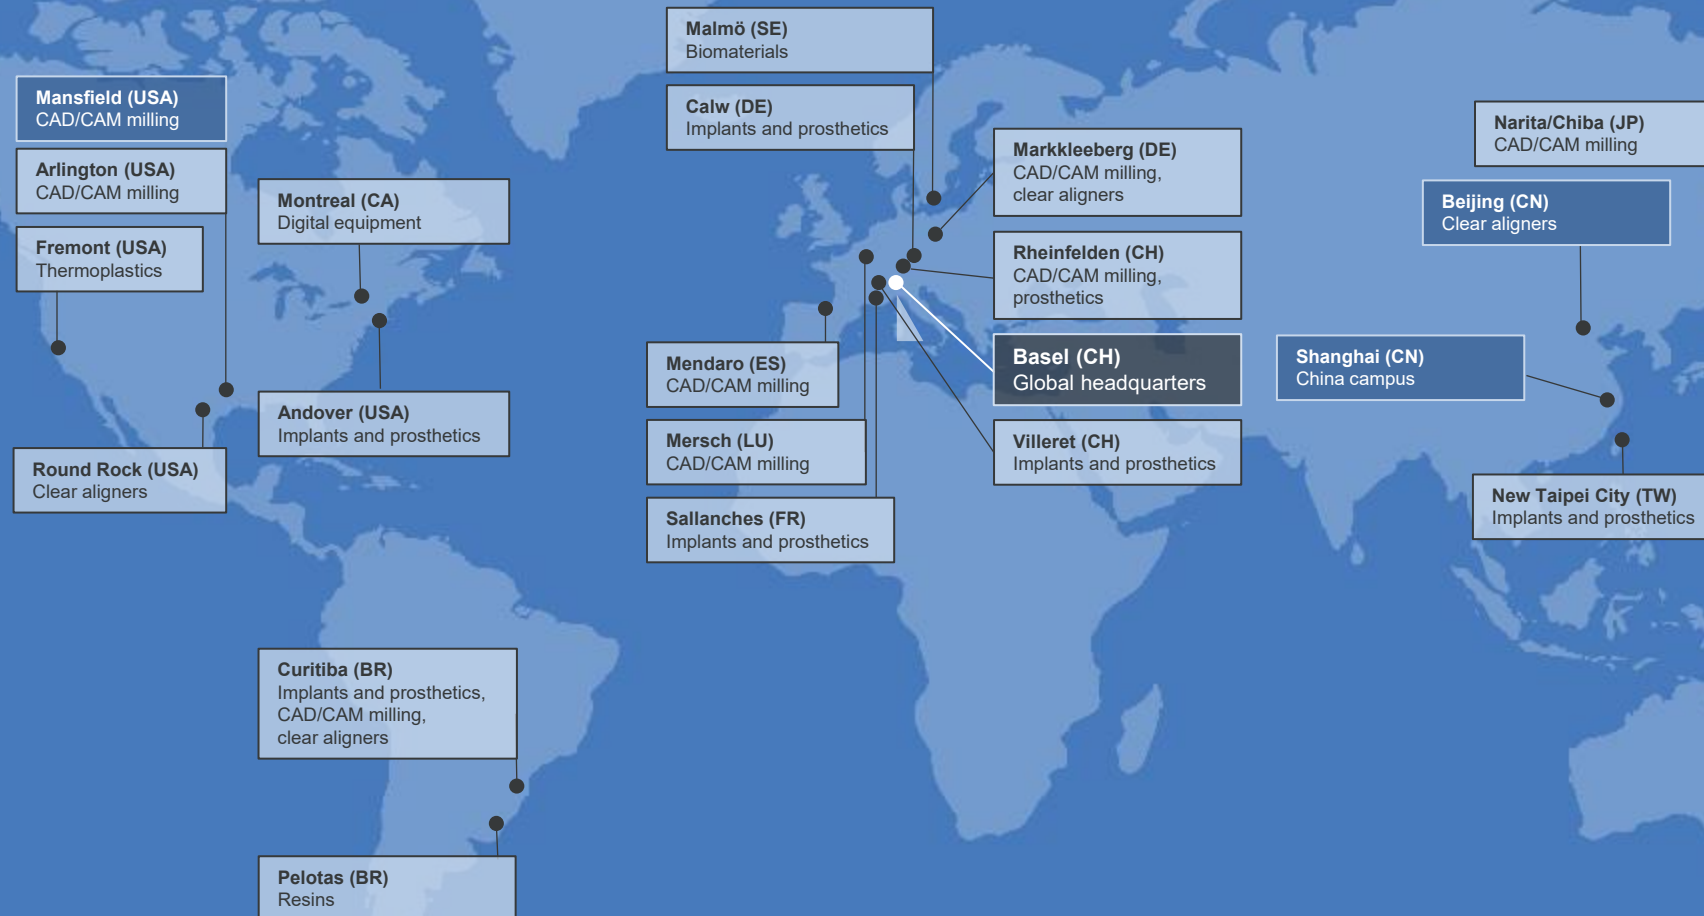 Mansfield (USA)
CAD/CAM milling
Arlington (USA)
CAD/CAM milling
Fremont (USA)
Thermoplastics
Round Rock (USA)
Clear aligners
Montreal (CA)
Digital equipment
Andover (USA)
Implants and prosthetics
Curitiba (BR)
Implants and prosthetics,
CAD/CAM milling,
clear aligners
Pelotas (BR)
Resins
Malmö (SE)
Biomaterials
Calw (DE)
Implants and prosthetics
Mendaro (ES)
CAD/CAM milling
Mersch (LU)
CAD/CAM milling
Sallanches (FR)
Implants and prosthetics
Markkleeberg (DE)
CAD/CAM milling,
clear aligners
Rheinfelden (CH)
CAD/CAM milling,
prosthetics
Basel (CH)
Global headquarters
Villeret (CH)
Implants and prosthetics
Narita/Chiba (JP)
CAD/CAM milling
Beijing (CN)
Clear aligners
Shanghai (CN)
China campus
New Taipei City (TW)
Implants and prosthetics